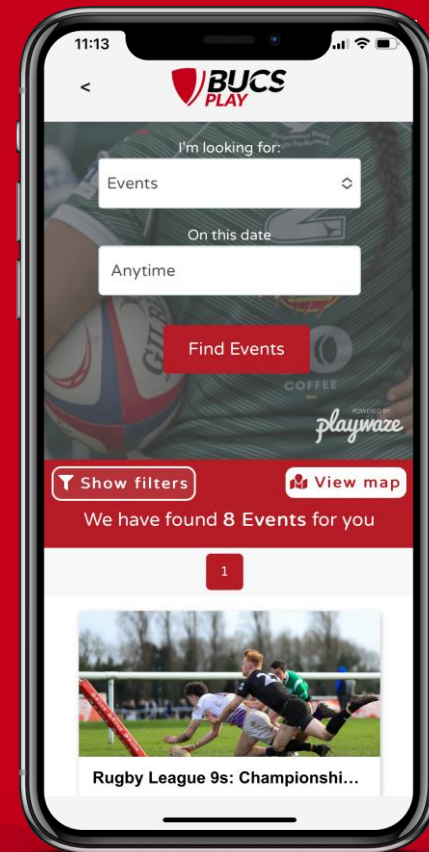 11:13
<
BUCS
PLAY
I'm looking for:
Events
On this date
Anytime
Find Events
COFFEE
POWERED BY
playwaze
Show filters
View map
We have found 8 Events for you
1
Rugby League 9s: Championshi...